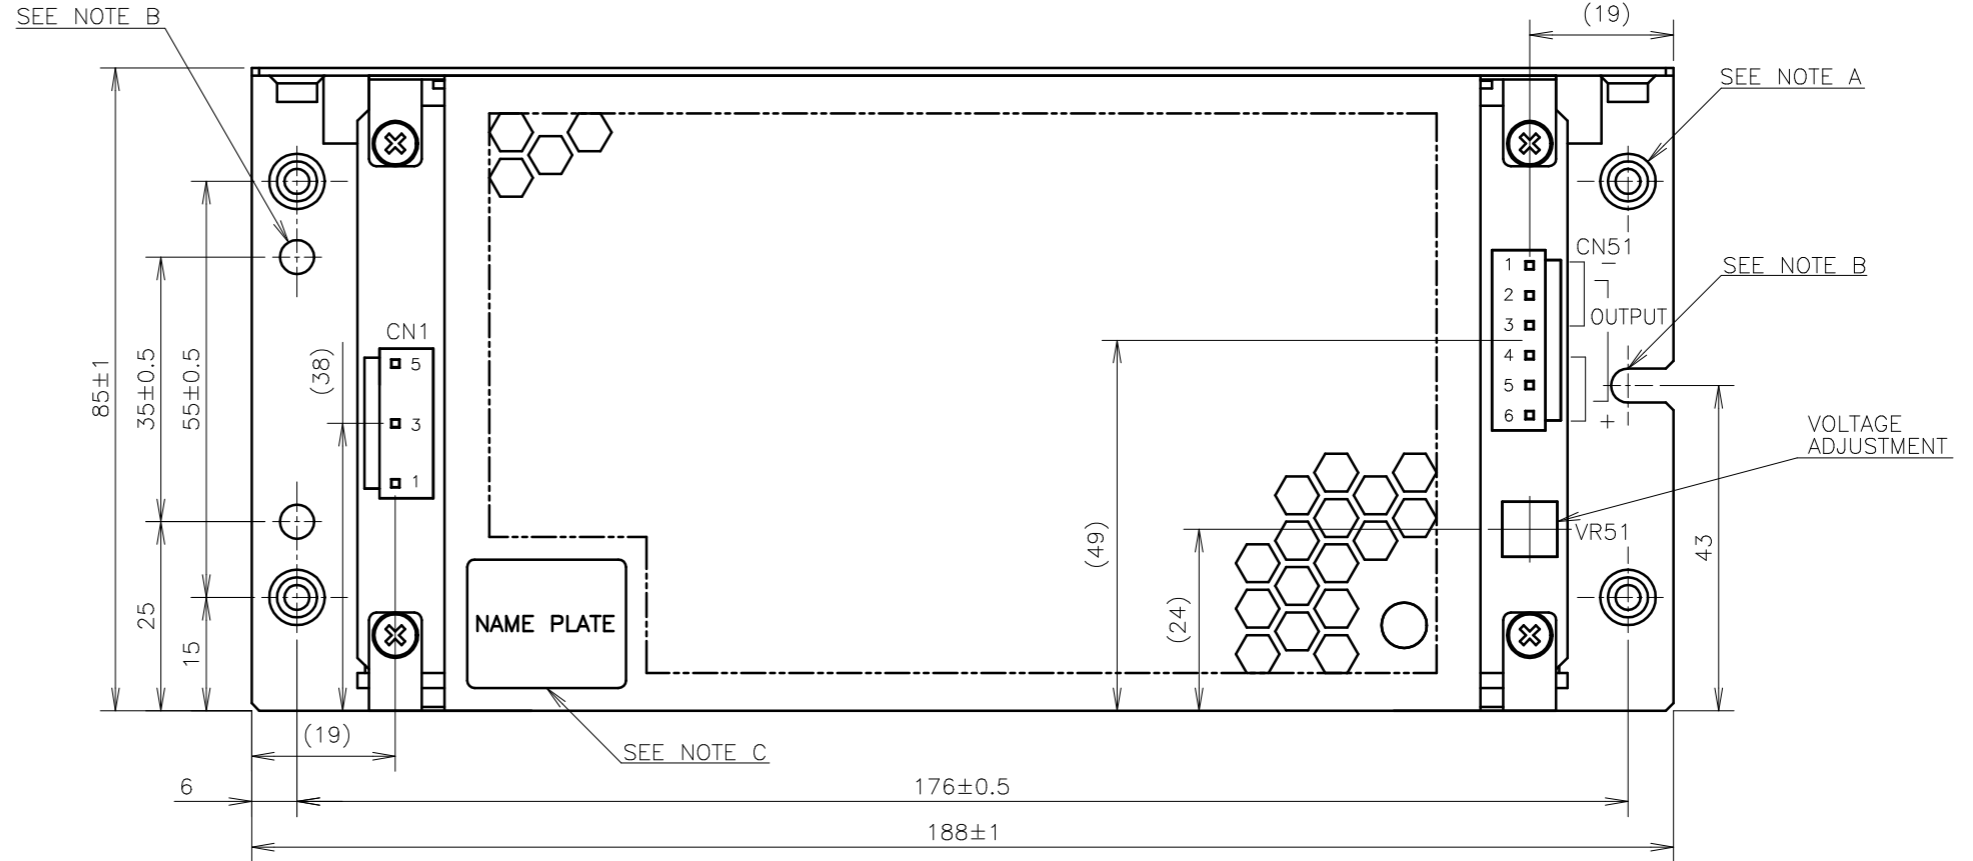 SEE NOTE B
(19)
SEE NOTE A
CN51
1
−
2
SEE NOTE B
3
OUTPUT
4
5
6
+
CN1
5
3
1
(38)
85±1
35±0.5
55±0.5
25
15
(49)
(24)
VOLTAGE
ADJUSTMENT
VR51
43
NAME PLATE
(19)
SEE NOTE C
6
176±0.5
188±1